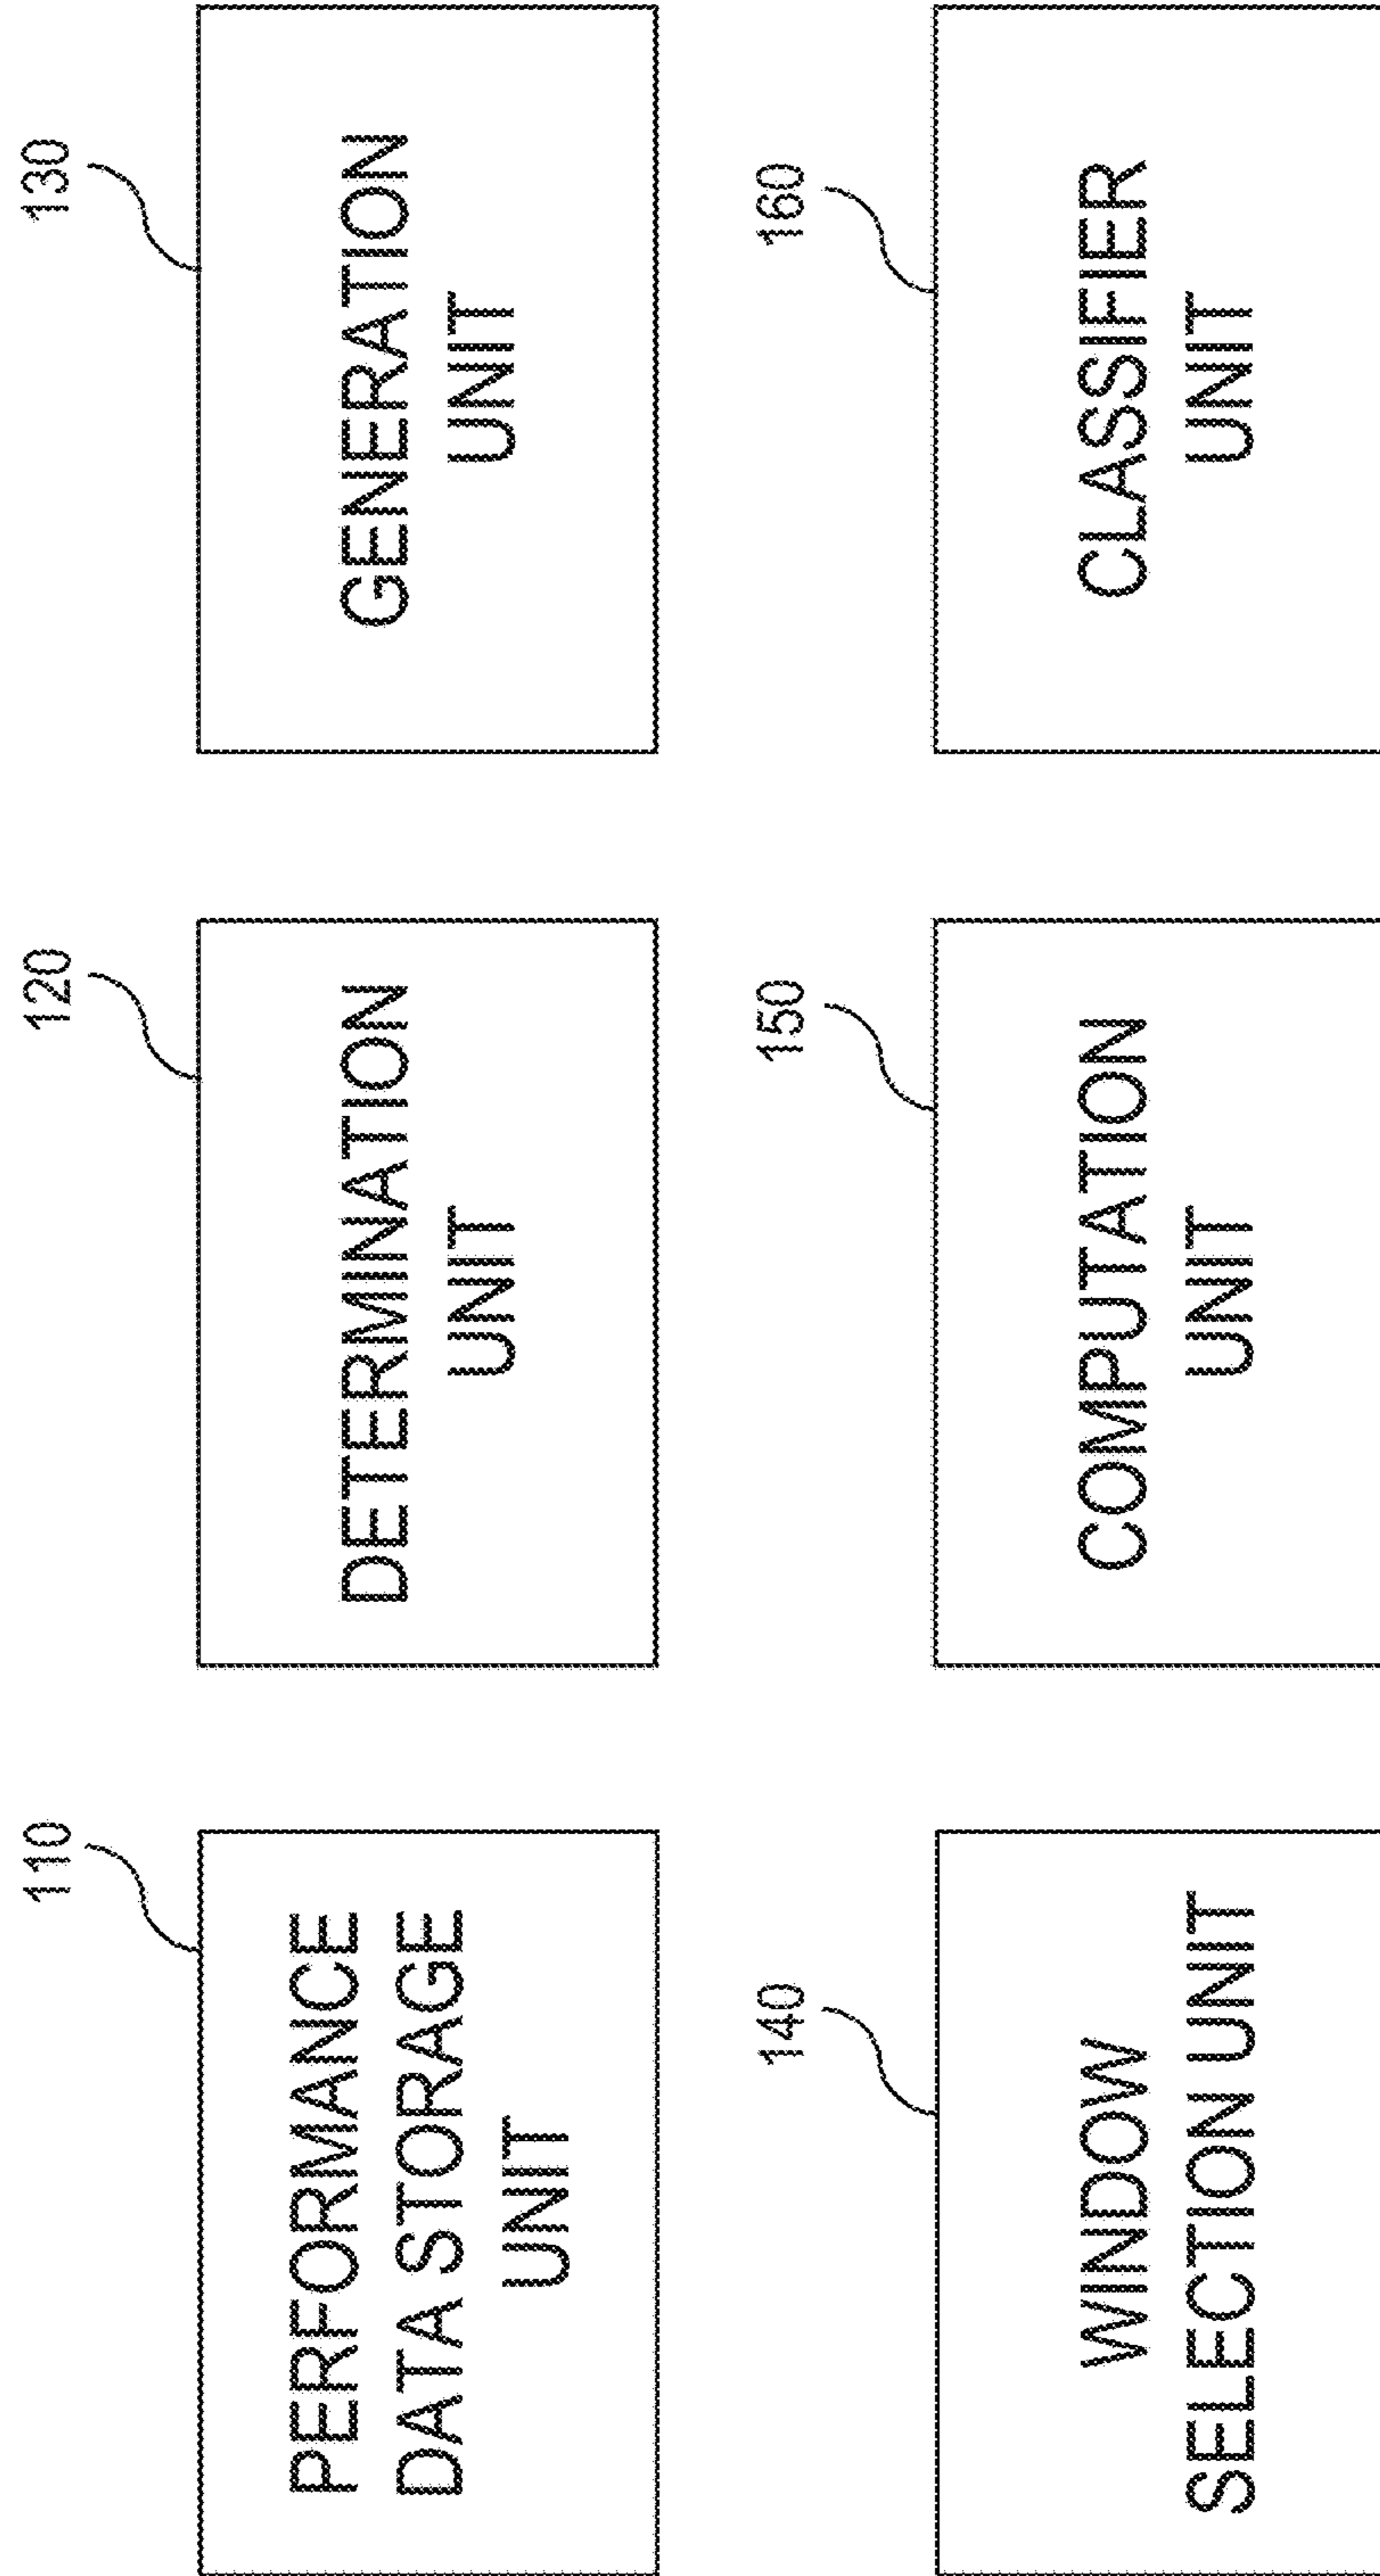 110
PERFORMANCE
DATA STORAGE
UNIT
120
DETERMINATION
UNIT
130
GENERATION
UNIT
140
WINDOW
SELECTION UNIT
150
COMPUTATION
UNIT
160
CLASSIFIER
UNIT